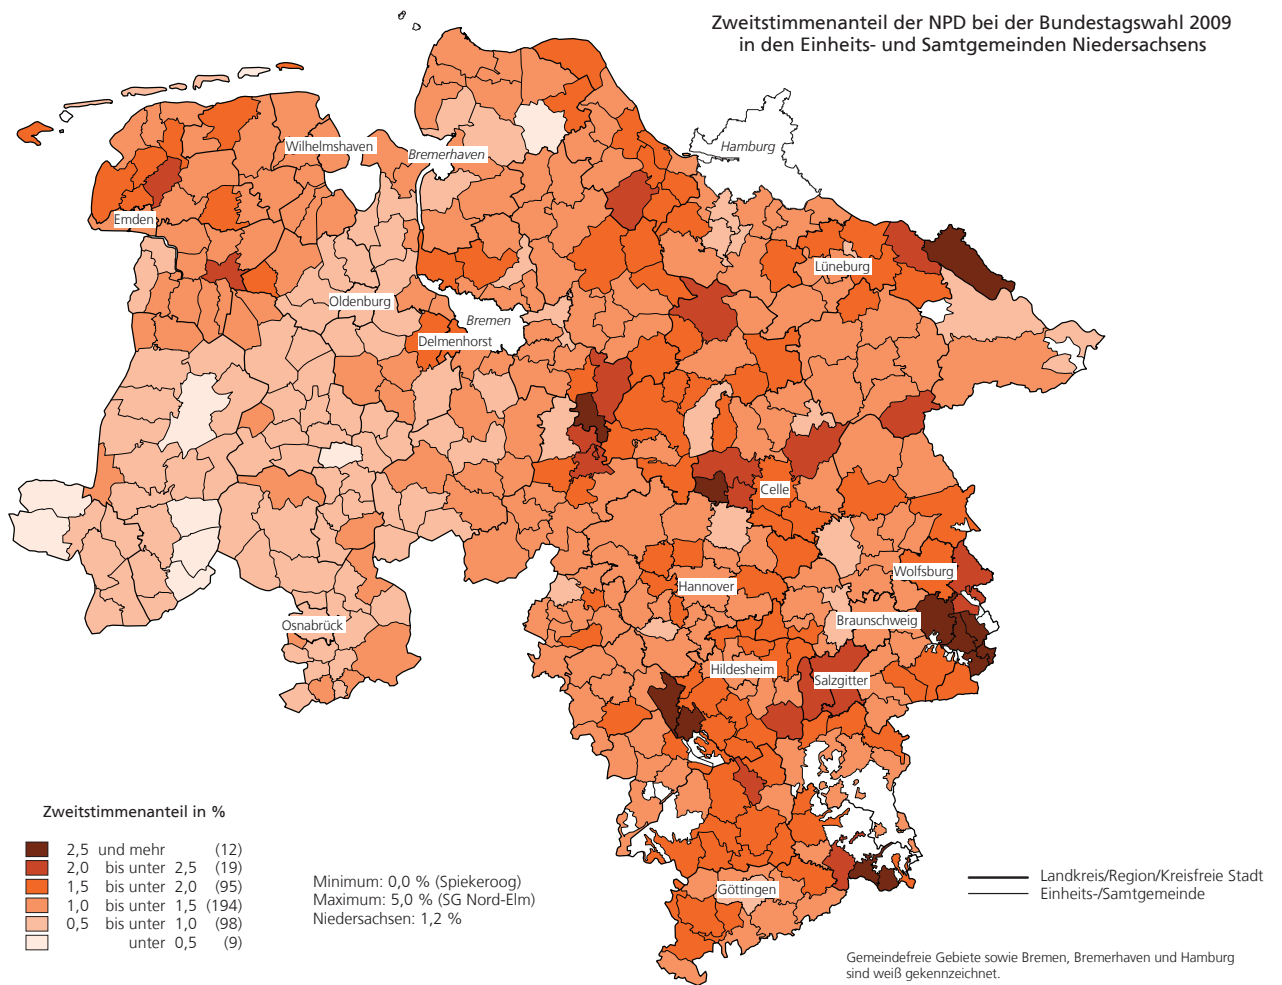 Zweitstimmenanteil der NPD bei der Bundestagswahl 2009
in den Einheits- und Samtgemeinden Niedersachsens
Hamburg
Wilhelmshaven
Bremerhaven
Emden
Lüneburg
Oldenburg
Bremen
Delmenhorst
Celle
Wolfsburg
Hannover
Braunschweig
Osnabrück
Hildesheim
Salzgitter
Göttingen
Zweitstimmenanteil in %
2,5 und mehr (12)
2,0 bis unter 2,5 (19)
1,5 bis unter 2,0 (95)
1,0 bis unter 1,5 (194)
0,5 bis unter 1,0 (98)
unter 0,5 (9)
Minimum: 0,0 % (Spiekeroog)
Maximum: 5,0 % (SG Nord-Elm)
Niedersachsen: 1,2 %
Landkreis/Region/Kreisfreie Stadt
Einheits-/Samtgemeinde
Gemeindefreie Gebiete sowie Bremen, Bremerhaven und Hamburg
sind weiß gekennzeichnet.